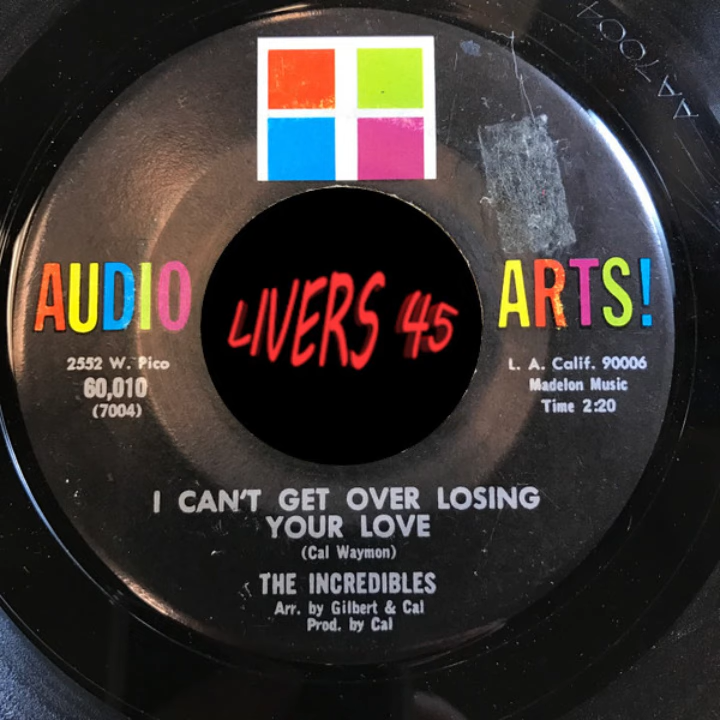 AA7004
AUDIO ARTS!
LIVERS 45
2552 W. Pico
60,010
(7004)
L. A. Calif. 90006
Madelon Music
Time 2:20
I CAN'T GET OVER LOSING
YOUR LOVE
(Cal Waymon)
THE INCREDIBLES
Arr. by Gilbert & Cal
Prod. by Cal